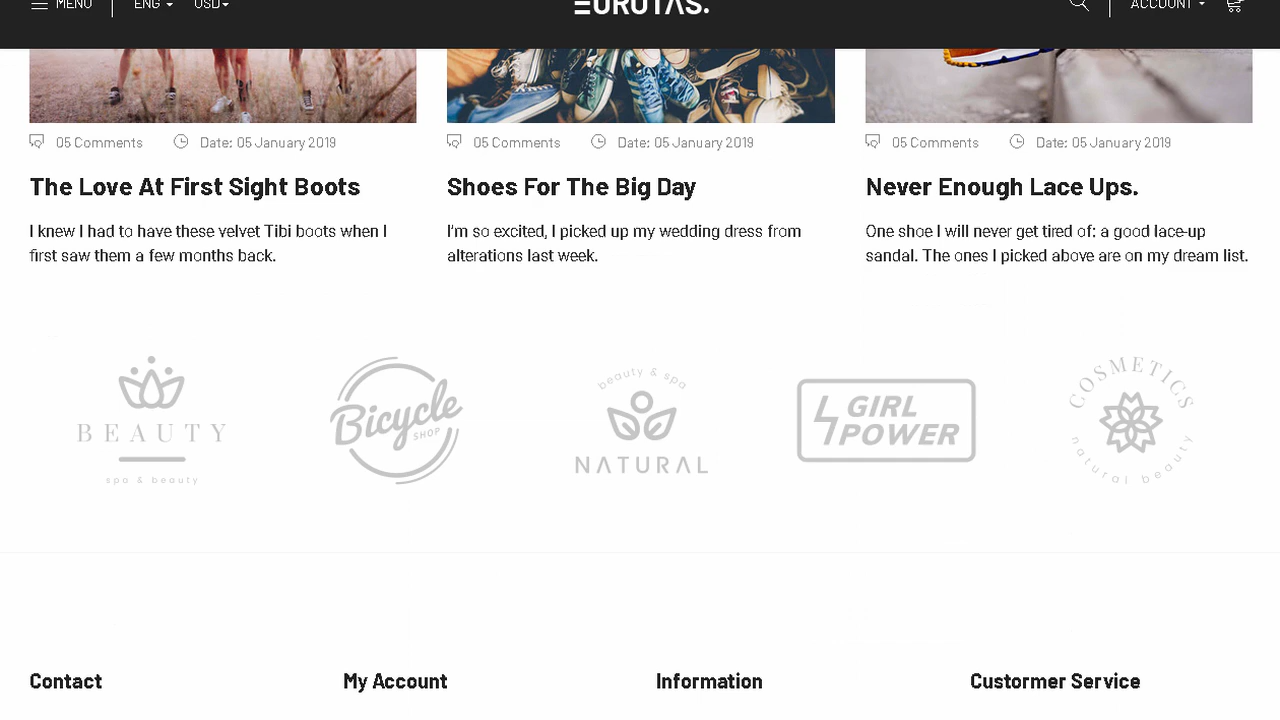 MENU
ENG
USD
EUROTAS.
ACCOUNT
05 Comments
Date: 05 January 2019
05 Comments
Date: 05 January 2019
05 Comments
Date: 05 January 2019
The Love At First Sight Boots
Shoes For The Big Day
Never Enough Lace Ups.
I knew I had to have these velvet Tibi boots when I
first saw them a few months back.
I'm so excited, I picked up my wedding dress from
alterations last week.
One shoe I will never get tired of: a good lace-up
sandal. The ones I picked above are on my dream list.
BEAUTY
spa & beauty
Bicycle
SHOP
beauty & spa
NATURAL
GIRL
POWER
COSMETICS
natural beauty
Contact
My Account
Information
Custormer Service